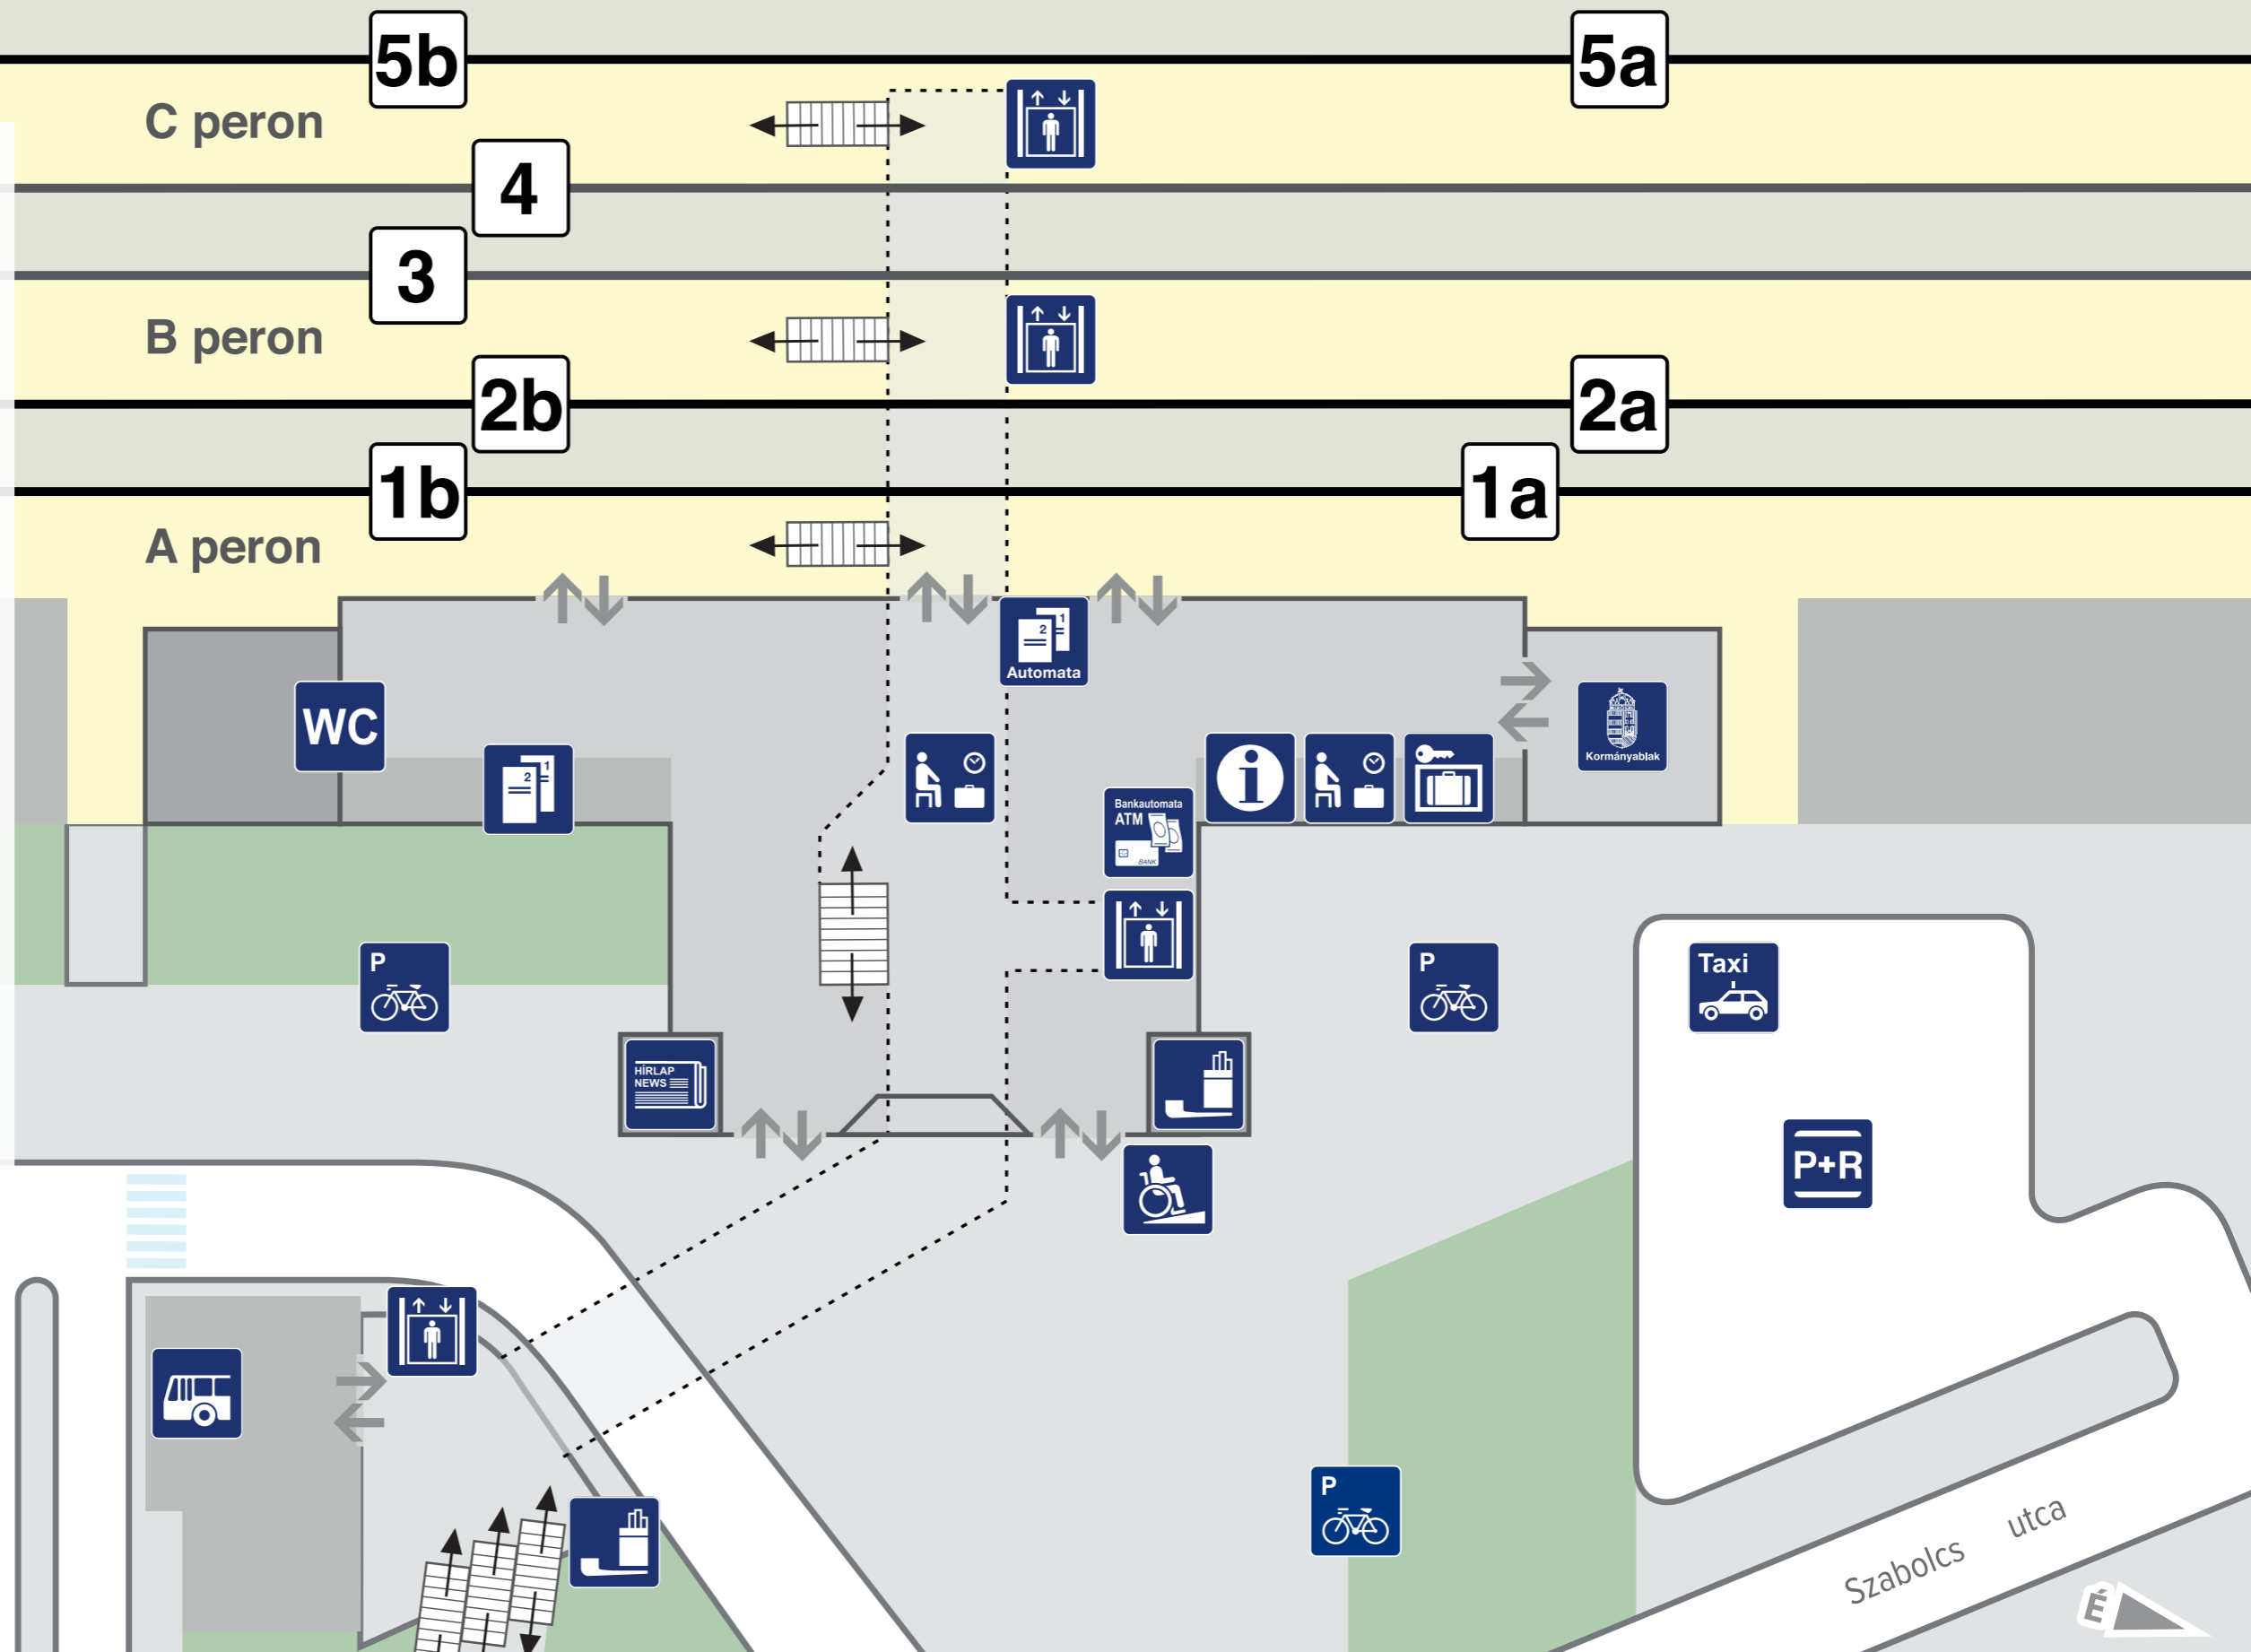 5b
5a
C peron
4
3
B peron
2b
2a
1b
1a
A peron
1
2
Automata
WC
1
2
Kormányablak
Bankautomata
ATM
BANK
P
P
Taxi
HÍRLAP
NEWS
P+R
P
Szabolcs utca
É